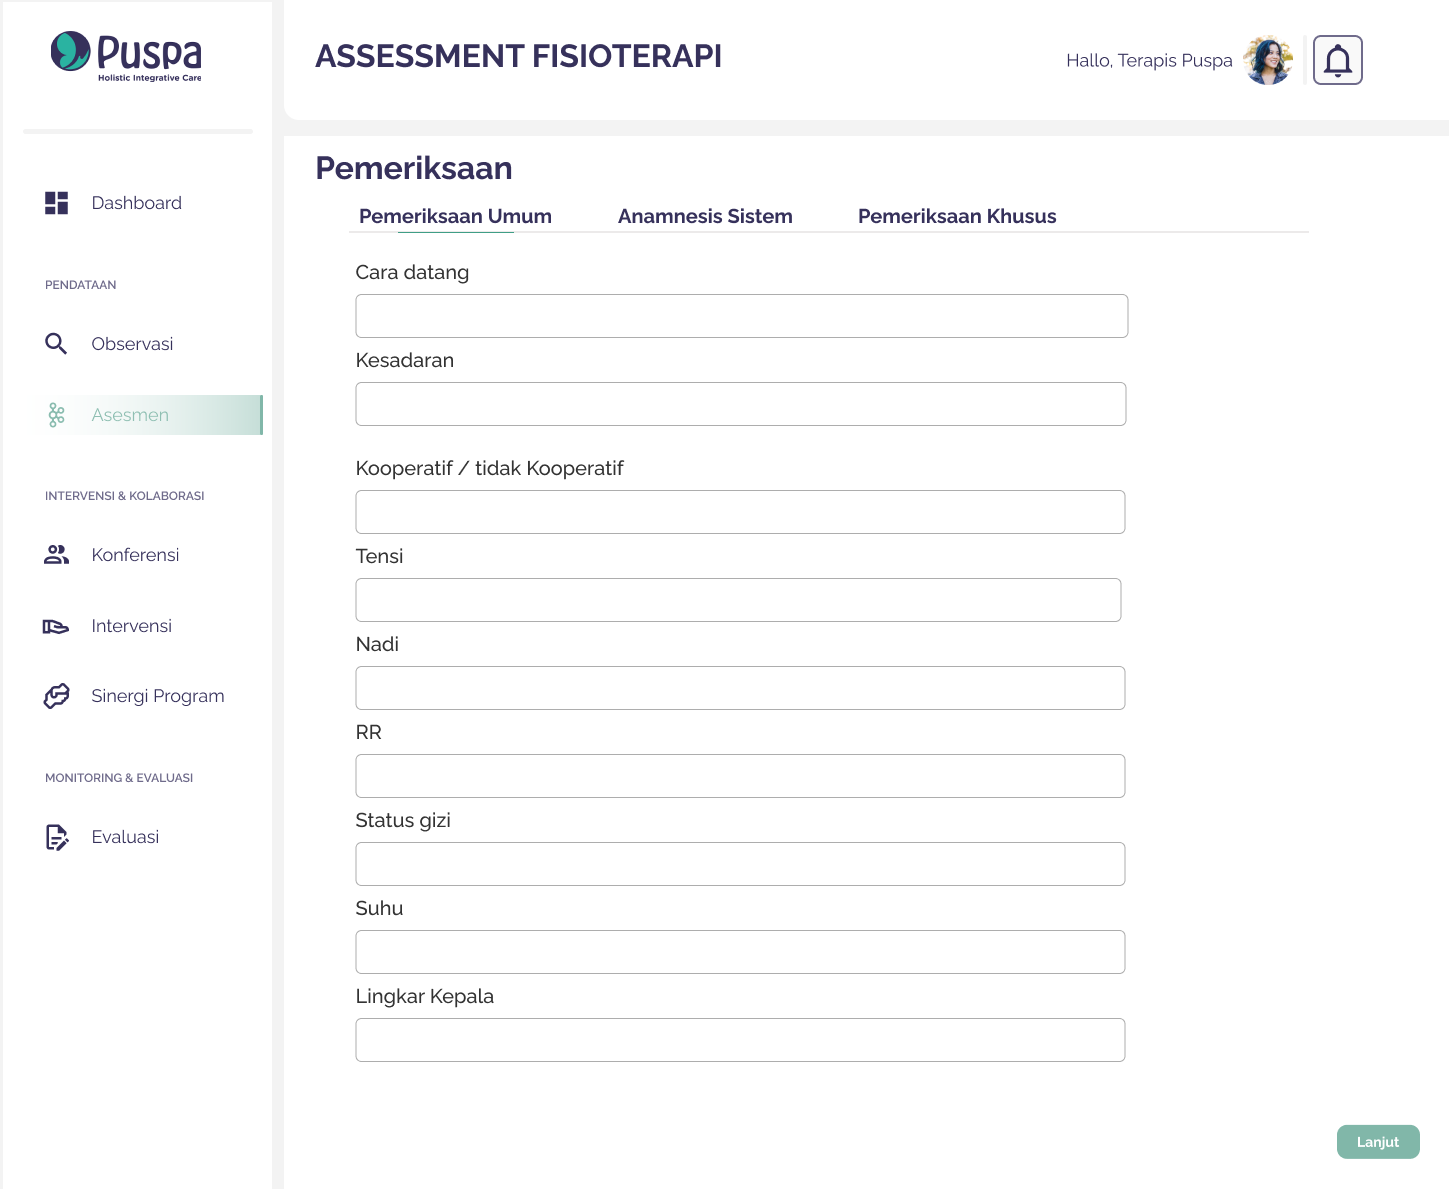 Puspa
Holistic Integrative Care
Dashboard
PENDATAAN
Observasi
Asesmen
INTERVENSI & KOLABORASI
Konferensi
Intervensi
Sinergi Program
MONITORING & EVALUASI
Evaluasi
ASSESSMENT FISIOTERAPI
Hallo, Terapis Puspa
Pemeriksaan
Pemeriksaan Umum Anamnesis Sistem Pemeriksaan Khusus
Cara datang
Kesadaran
Kooperatif / tidak Kooperatif
Tensi
Nadi
RR
Status gizi
Suhu
Lingkar Kepala
Lanjut